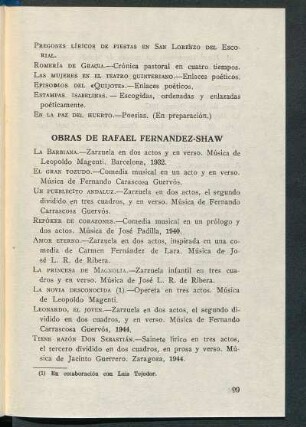 PREGONES LÍRICOS DE FIESTAS EN SAN LORENZO DEL ESCO-
RIAL.
ROMERÍA DE GRACIA.—Crónica pastoral en cuatro tiempos.
LAS MUJERES EN EL TEATRO QUINTERIANO.—Enlaces poéticos.
EPISODIOS DEL «QUIJOTE».—Enlaces poéticos.
ESTAMPAS ISABELINAS.—Escogidas, ordenadas y enlazadas
poéticamente.
EN LA PAZ DEL HUERTO.—Poesías. (En preparación.)
OBRAS DE RAFAEL FERNANDEZ-SHAW
LA BARBIANA.—Zarzuela en dos actos y en verso. Música de
Leopoldo Magenti. Barcelona, 1932.
EL GRAN TOZUDO.—Comedia musical en un acto y en verso.
Música de Fernando Carascosa Guervós.
UN PUEBLECITO ANDALUZ.—Zarzuela en dos actos, el segundo
dividido en tres cuadros, y en verso. Música de Fernando
Carrascosa Guervós.
REPÓKER DE CORAZONES.—Comedia musical en un prólogo y
dos actos. Música de José Padilla, 1940.
AMOR ETERNO.—Zarzuela en dos actos, inspirada en una co-
media de Carmen Fernández de Lara. Música de Jo-
sé L. R. de Ribera.
LA PRINCESA DE MAGNOLIA.—Zarzuela infantil en tres cua-
dros y en verso. Música de José L. R. de Ribera.
LA NOVIA DESCONOCIDA (1)—Opereta en tres actos. Música
de Leopoldo Magenti.
LEONARDO, EL JOVEN.—Zarzuela en dos actos, el segundo di-
vidido en dos cuadros, y en verso. Música de Fernando
Carrascosa Guervós, 1944.
TIENE RAZÓN DON SEBASTIÁN.—Sainete lírico en tres actos,
el tercero dividido en dos cuadros, en prosa y verso. Mú-
sica de Jacinto Guerrero. Zaragoza, 1944.
(1) En colaboración con Luis Tejedor.
99